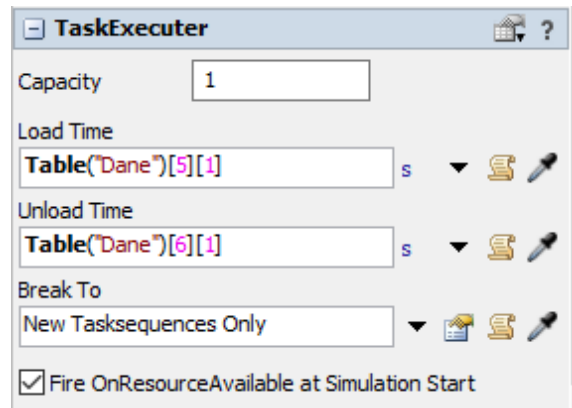 TaskExecuter ?
Capacity 1
Load Time
Table("Dane")[5][1] s
Unload Time
Table("Dane")[6][1] s
Break To
New Tasksequences Only
Fire OnResourceAvailable at Simulation Start